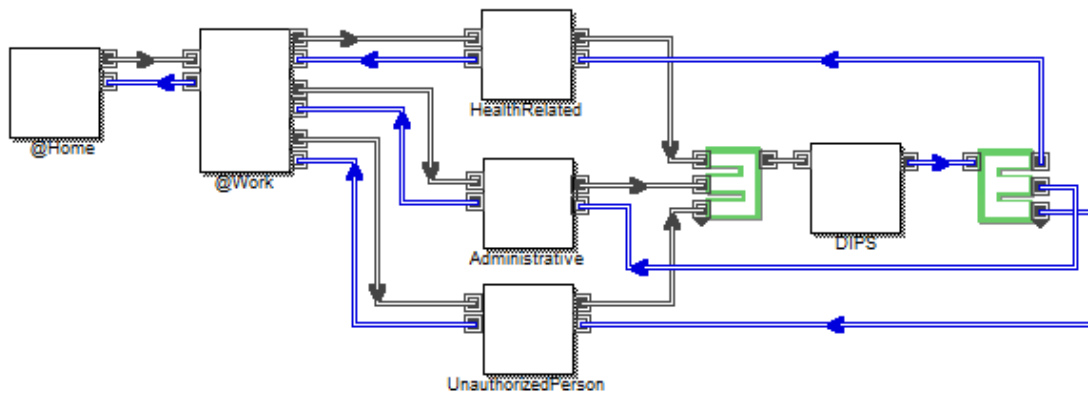 HealthRelated
@Home
@Work
DIPS
Administrative
UnauthorizedPerson